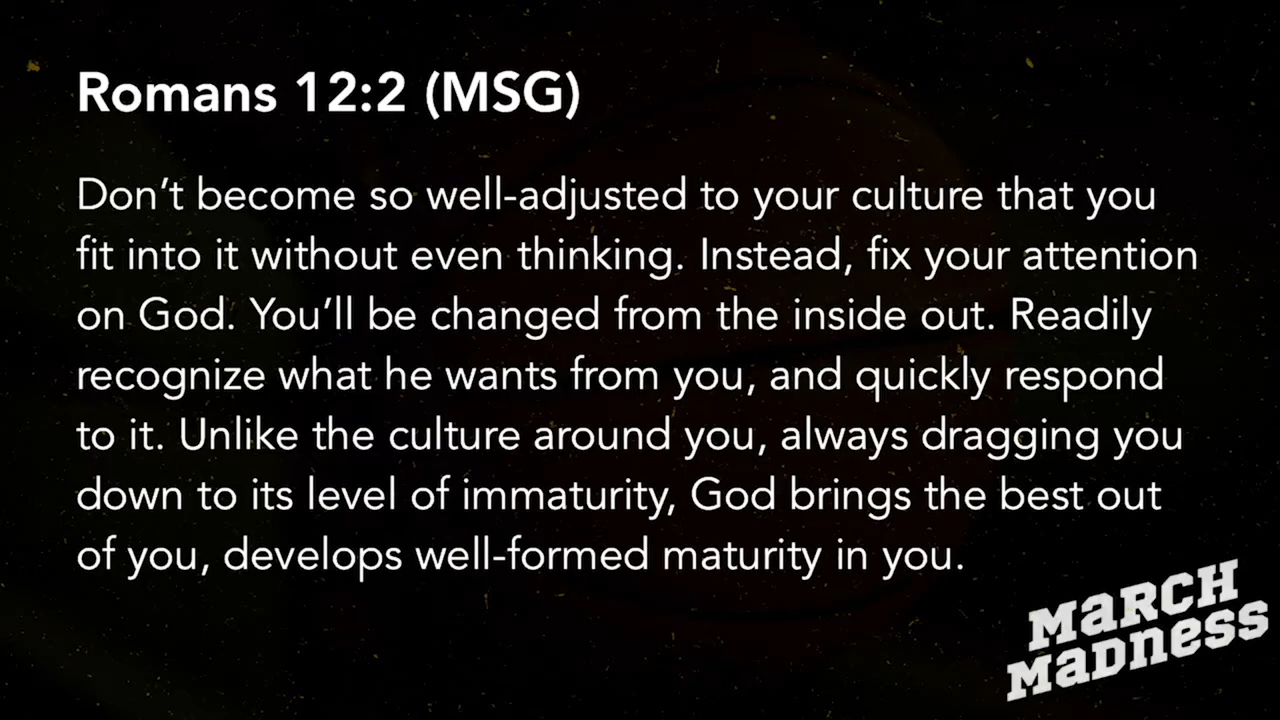 Romans 12:2 (MSG)
Don’t become so well-adjusted to your culture that you
fit into it without even thinking. Instead, fix your attention
on God. You’ll be changed from the inside out. Readily
recognize what he wants from you, and quickly respond
to it. Unlike the culture around you, always dragging you
down to its level of immaturity, God brings the best out
of you, develops well-formed maturity in you.
MaRCH
MaDness